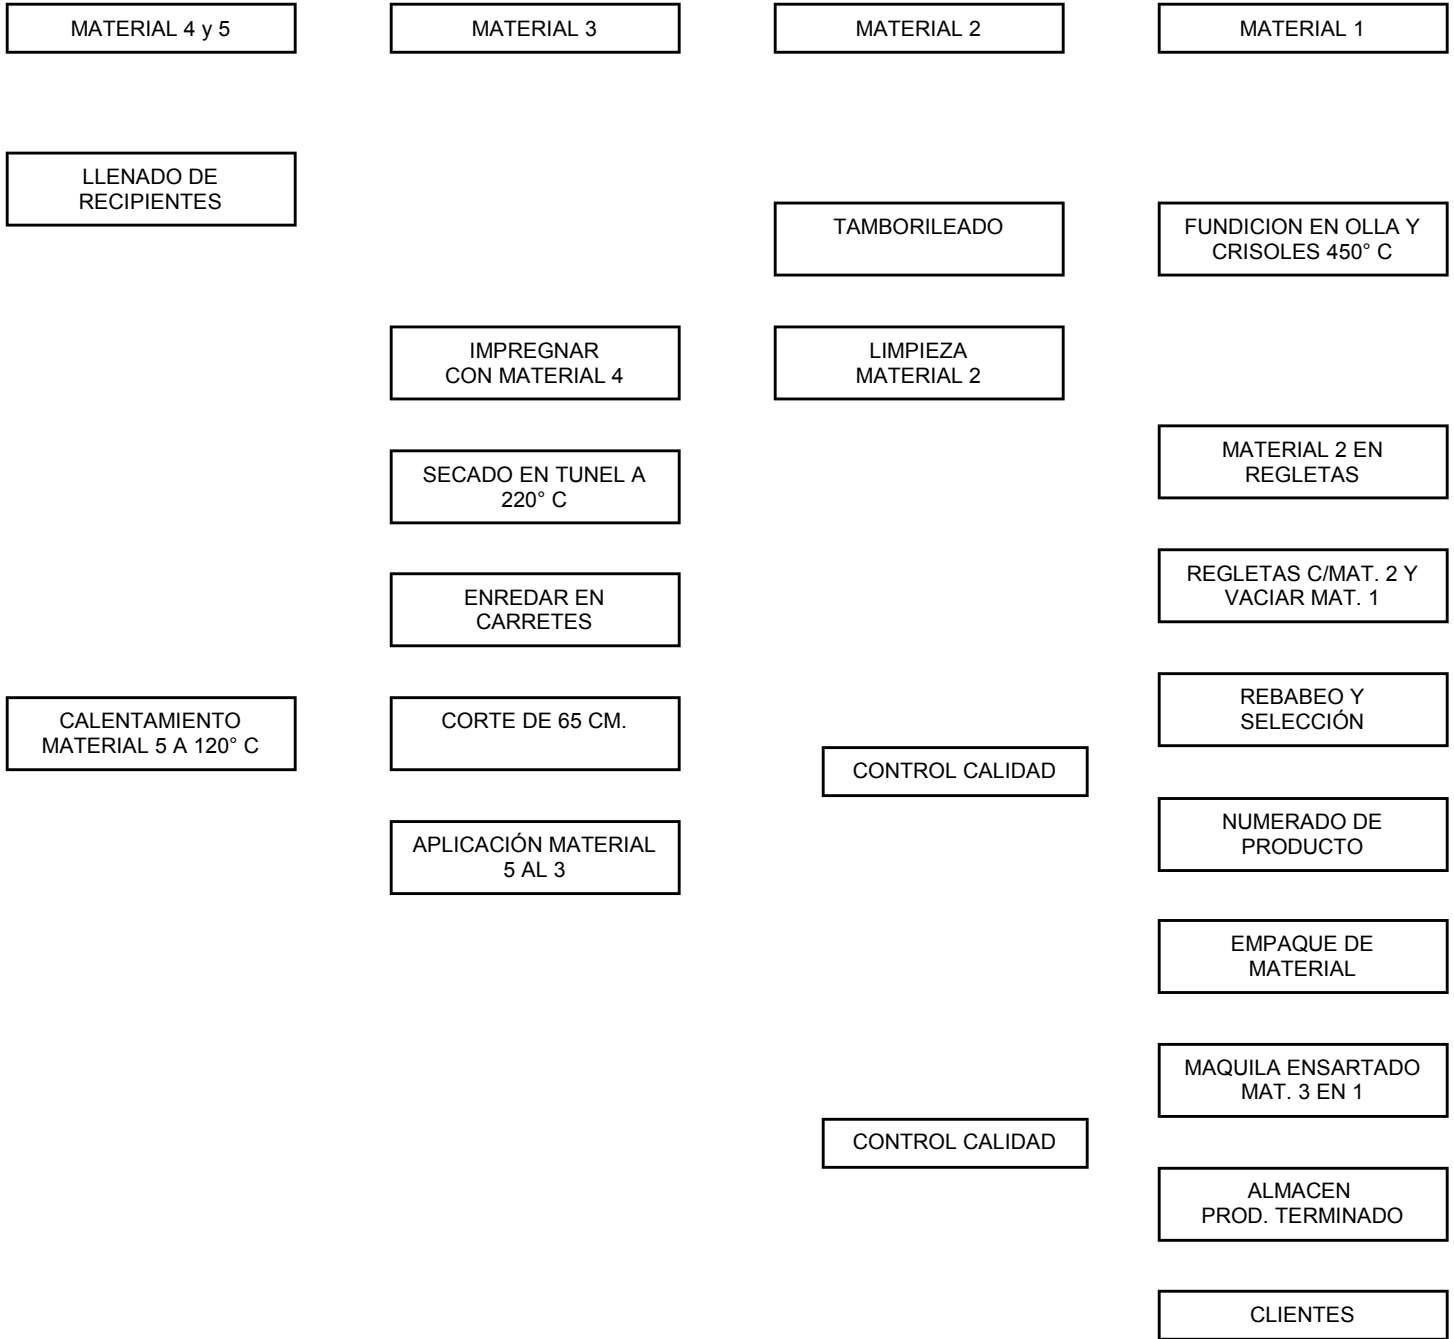 MATERIAL 4 y 5
MATERIAL 3
MATERIAL 2
MATERIAL 1
LLENADO DE
RECIPIENTES
TAMBORILEADO
FUNDICION EN OLLA Y
CRISOLES 450° C
IMPREGNAR
CON MATERIAL 4
LIMPIEZA
MATERIAL 2
MATERIAL 2 EN
REGLETAS
SECADO EN TUNEL A
220° C
REGLETAS C/MAT. 2 Y
VACIAR MAT. 1
ENREDAR EN
CARRETES
REBABEO Y
SELECCIÓN
CALENTAMIENTO
MATERIAL 5 A 120° C
CORTE DE 65 CM.
CONTROL CALIDAD
NUMERADO DE
PRODUCTO
APLICACIÓN MATERIAL
5 AL 3
EMPAQUE DE
MATERIAL
MAQUILA ENSARTADO
MAT. 3 EN 1
CONTROL CALIDAD
ALMACEN
PROD. TERMINADO
CLIENTES